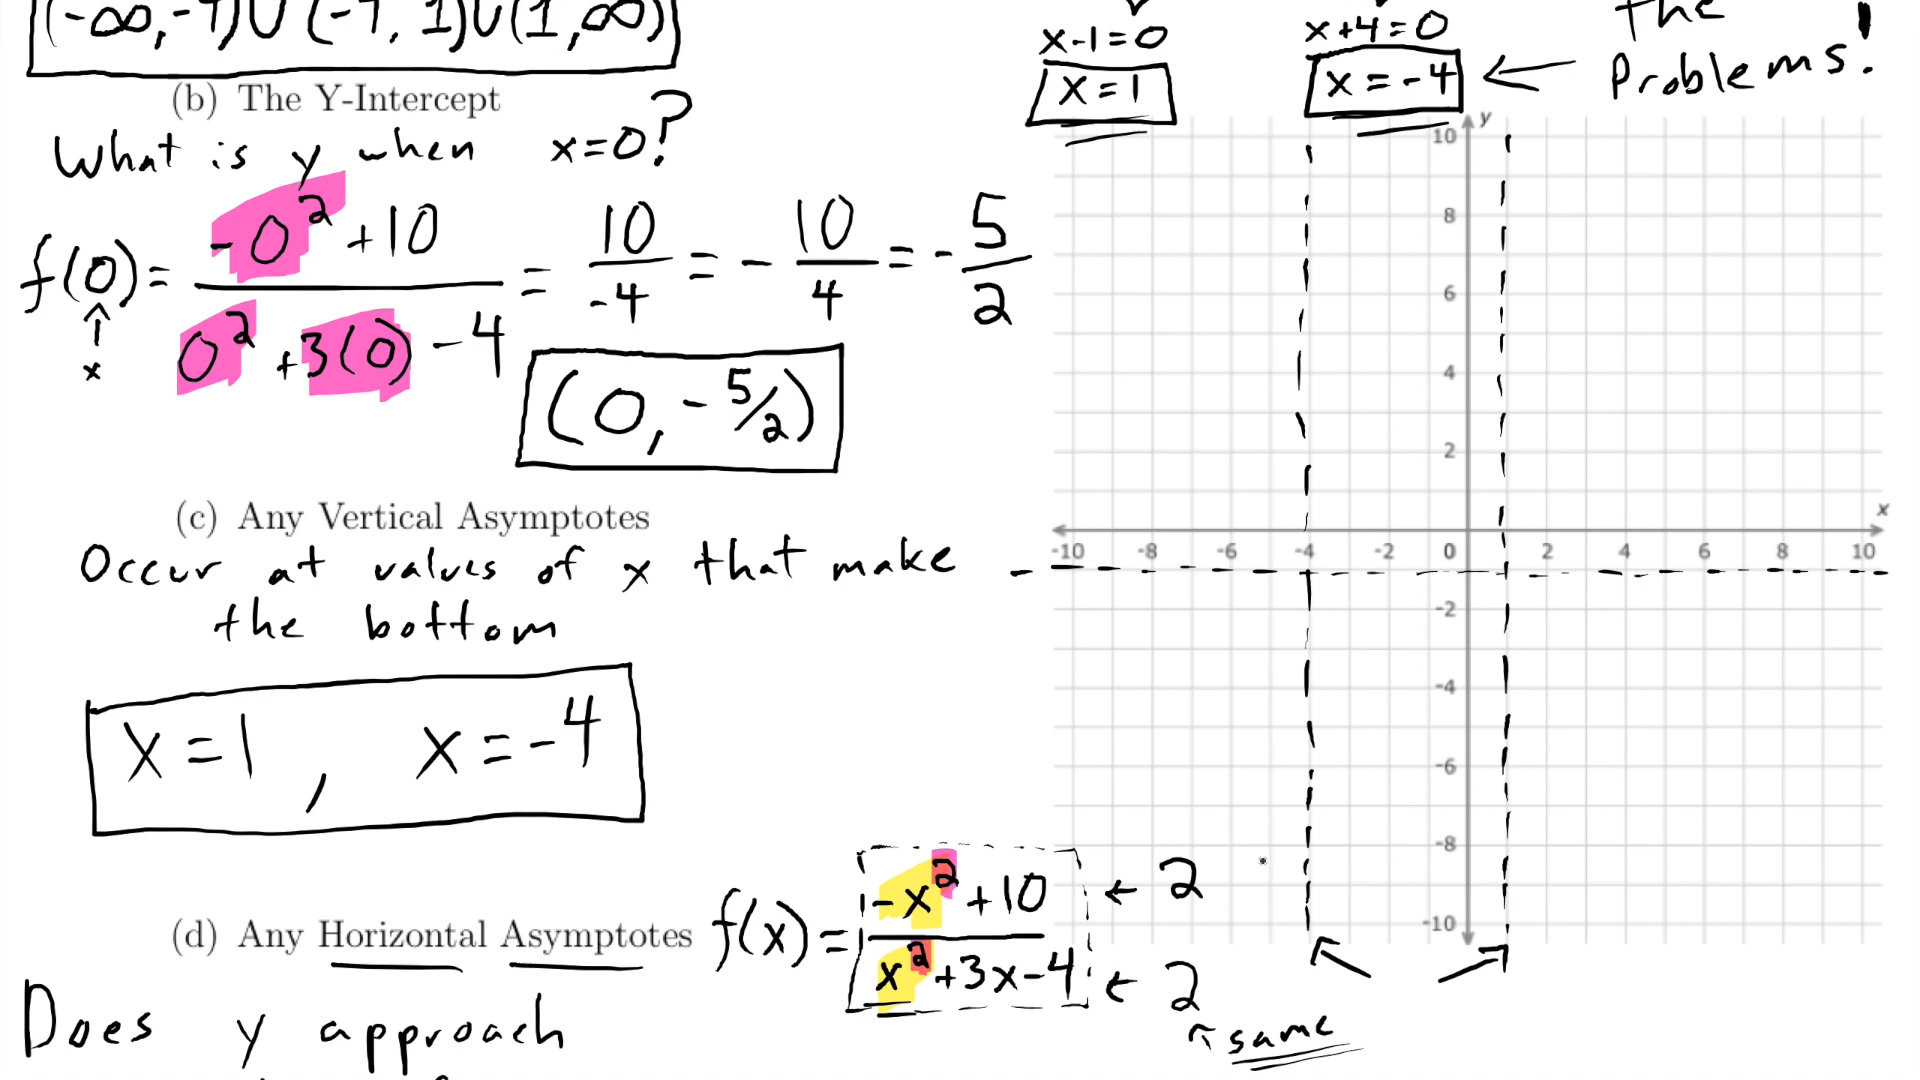 (-∞,-4)∪(-4, 1)∪(1,∞)
x-1=0
x+4=0
the
x=1
x=-4
Problems!
(b) The Y-Intercept
What is y when x=0?
f(0)= -0²+10 / 0²+3(0)-4 = 10/-4 = -10/4 = -5/2
x
(0,-5/2)
(c) Any Vertical Asymptotes
Occur at values of x that make
the bottom
x=1, x=-4
y
10
8
6
4
2
x
-10 -8 -6 -4 -2 0 2 4 6 8 10
-2
-4
-6
-8
-10
(d) Any Horizontal Asymptotes
f(x)= -x²+10 / x²+3x-4
2
2
same
Does y approach